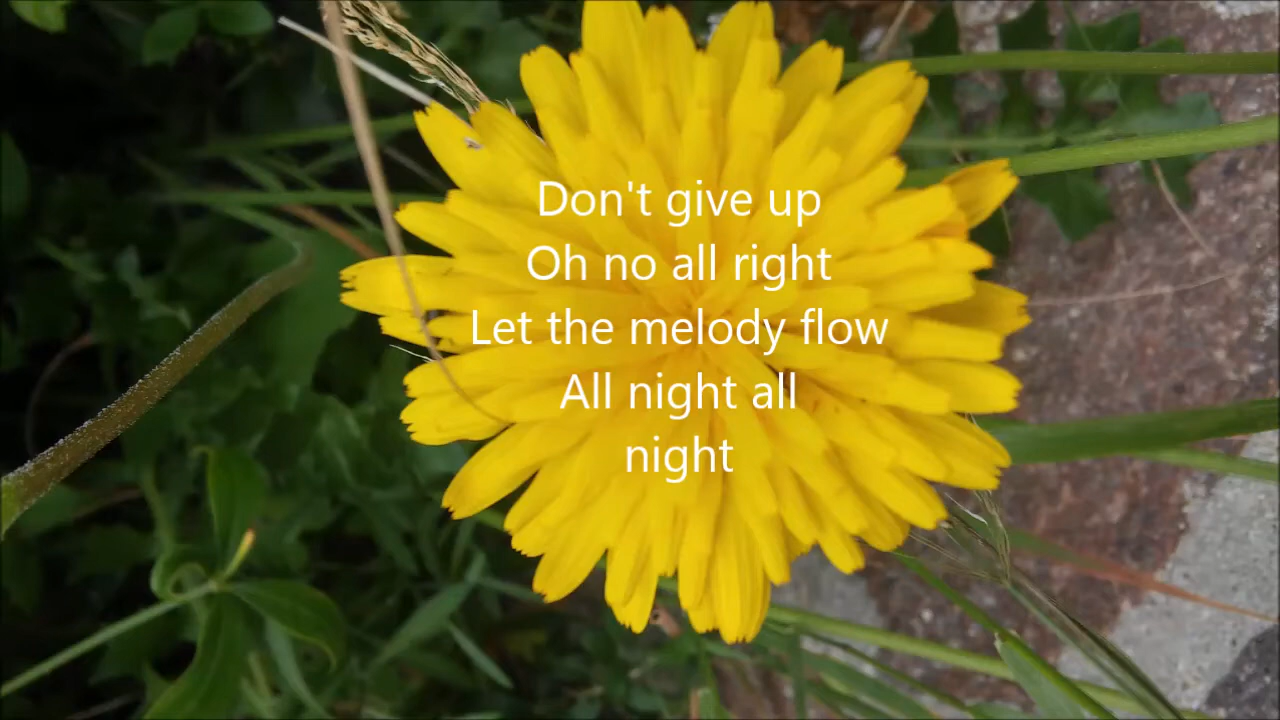 Don't give up
Oh no all right
Let the melody flow
All night all
night